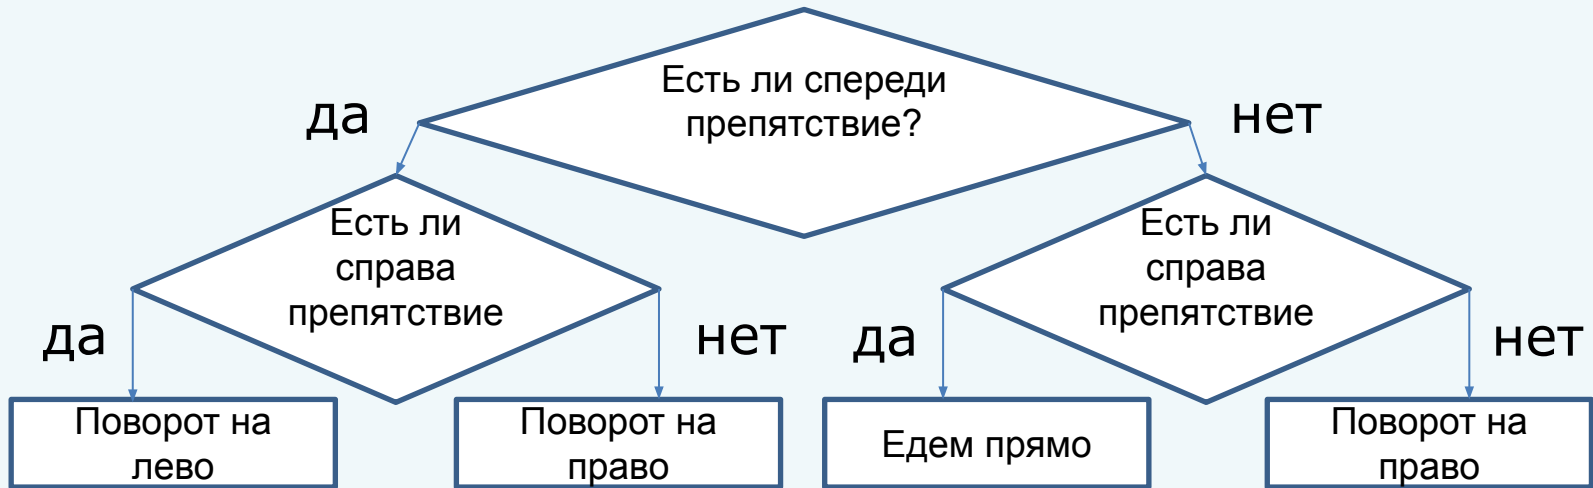 Есть ли спереди
препятствие?
да
нет
Есть ли
справа
препятствие
Есть ли
справа
препятствие
да
нет
да
нет
Поворот на
лево
Поворот на
право
Едем прямо
Поворот на
право